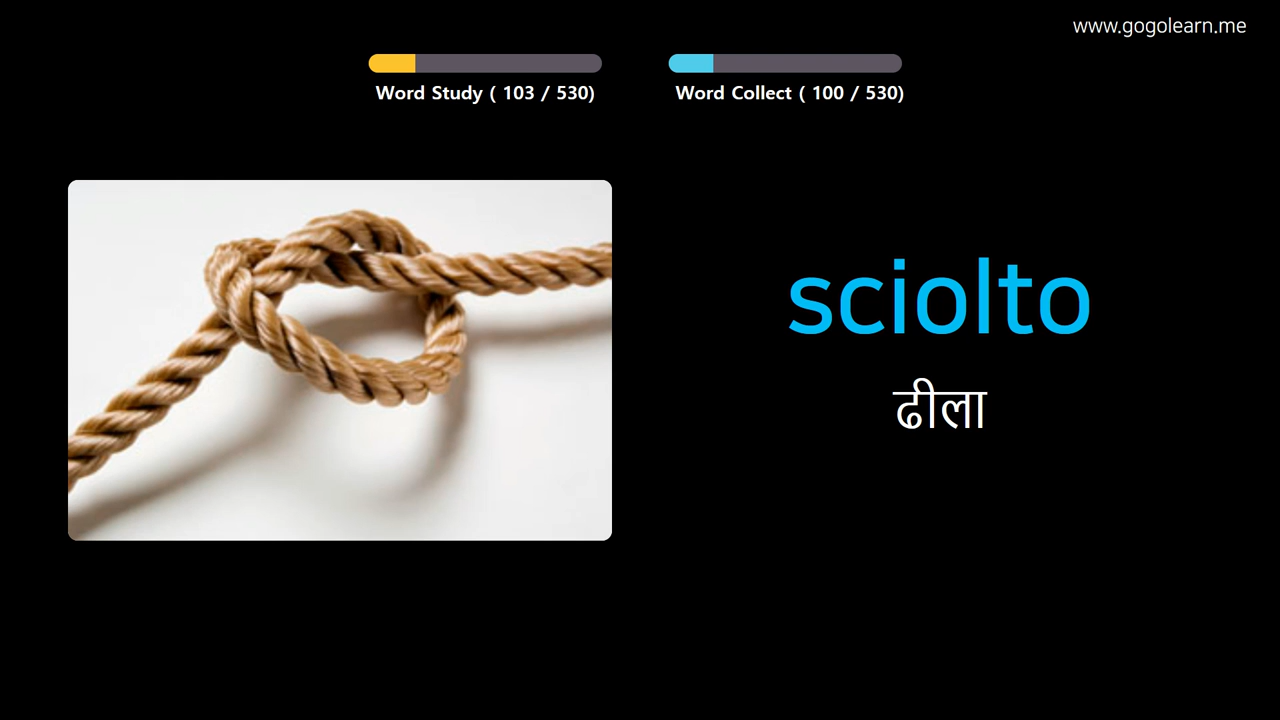 www.gogolearn.me
Word Study ( 103 / 530)
Word Collect ( 100 / 530)
sciolto
ढीला